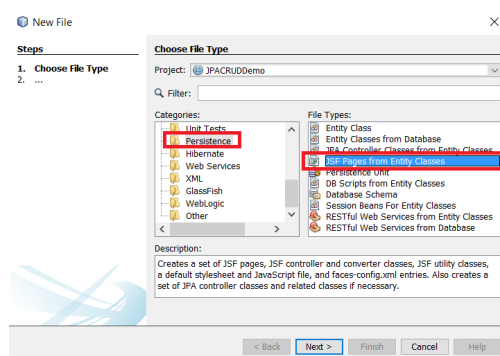 New File
Steps
1. Choose File Type
2. ...
Choose File Type
Project: JPACRUDDemo
Filter:
Categories:
Unit Tests
Persistence
Hibernate
Web Services
XML
GlassFish
WebLogic
Other
File Types:
Entity Class
Entity Classes from Database
JPA Controller Classes from Entity Classes
JSF Pages from Entity Classes
Persistence Unit
DB Scripts from Entity Classes
Database Schema
Session Beans For Entity Classes
RESTful Web Services from Entity Classes
RESTful Web Services from Database
Description:
Creates a set of JSF pages, JSF controller and converter classes, JSF utility classes,
a default stylesheet and JavaScript file, and faces-config.xml entries. Also creates a
set of JPA controller classes and related classes if necessary.
< Back Next > Finish Cancel Help